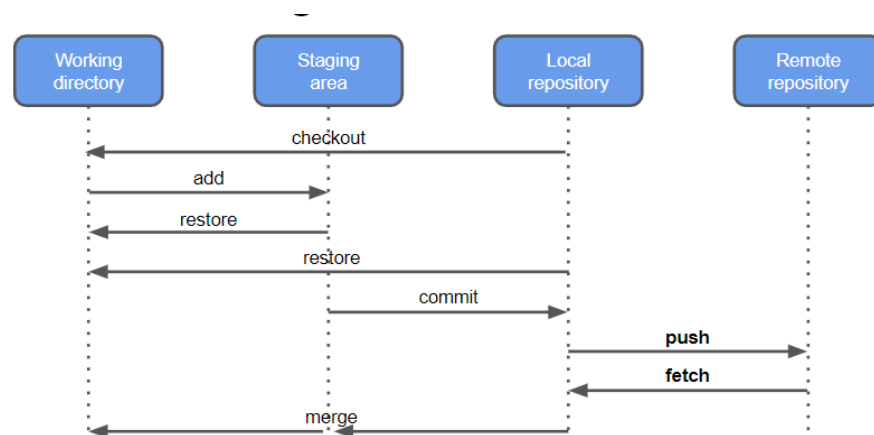 Working
directory
Staging
area
Local
repository
Remote
repository
checkout
add
restore
restore
commit
push
fetch
merge